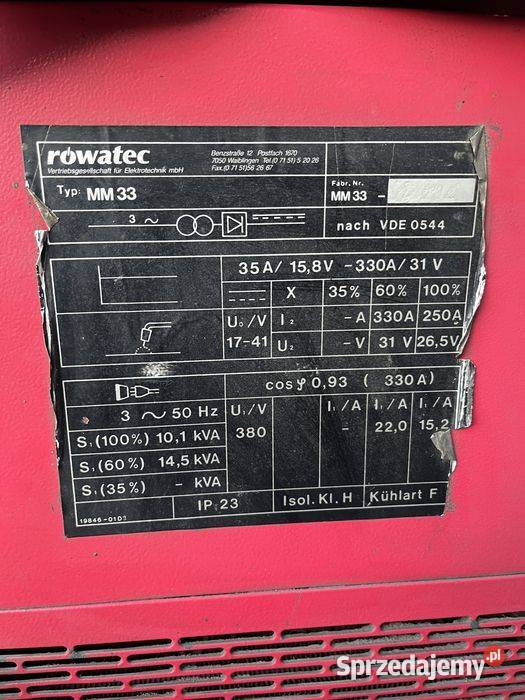 rowatec
Vertriebsgesellschaft für Elektrotechnik mbH
Benzstraße 12 Postfach 1670
7050 Waiblingen Tel.(0 71 51) 5 20 26
Fax.(0 71 51)56 26 67
Typ: MM 33
Fabr. Nr.
MM 33 -
3 ~
nach VDE 0544
35 A / 15,8 V - 330 A / 31 V
X 35% 60% 100%
U₀/V I₂ - A 330A 250A
17-41 U₂ - V 31 V 26,5V
cos φ 0,93 ( 330 A )
3 ~ 50 Hz U₁/V I₁/A I₁/A I₁/A
S₁ (100%) 10,1 kVA 380 - 22,0 15,2
S₁ (60%) 14,5 kVA
S₁ (35%) - kVA
IP 23 Isol. Kl. H Kühlart F
19846-01D3
Sprzedajemy.pl